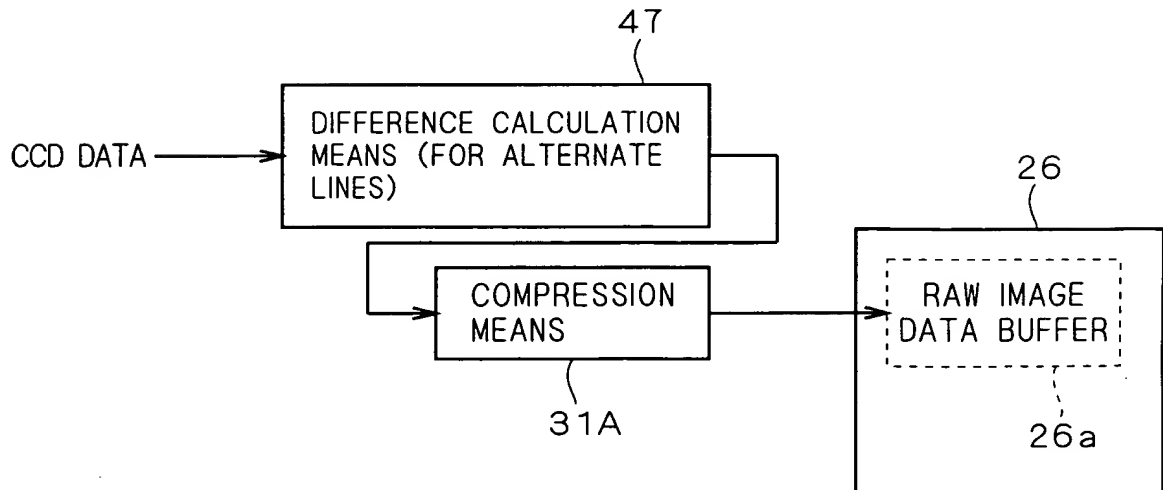 47
DIFFERENCE CALCULATION
MEANS (FOR ALTERNATE
LINES)
CCD DATA
26
COMPRESSION
MEANS
RAW IMAGE
DATA BUFFER
31A
26a